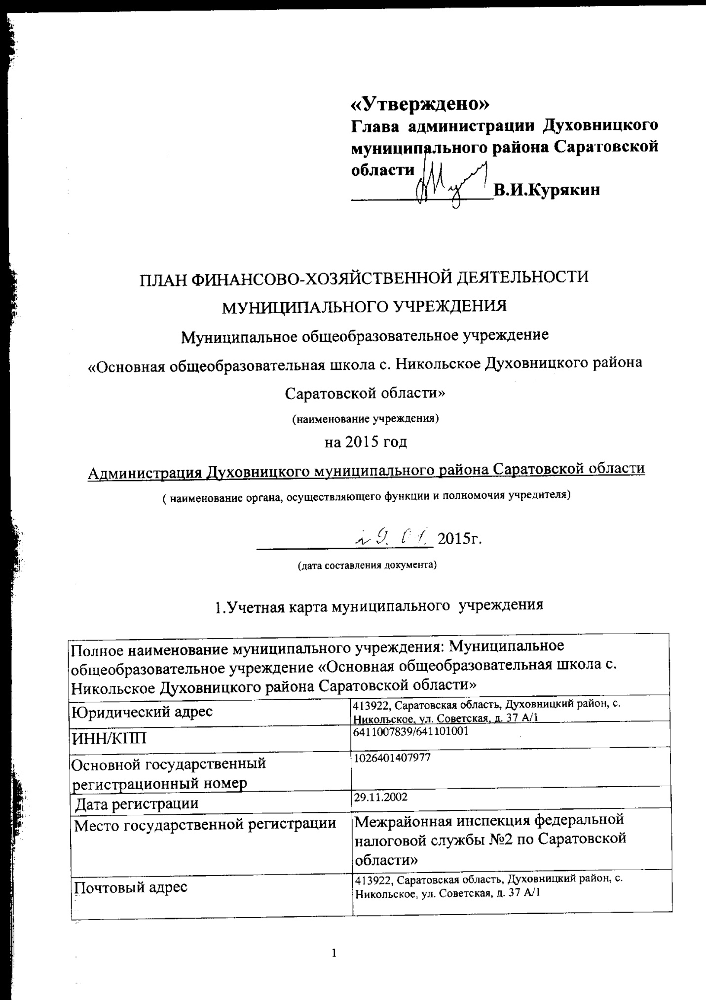 «Утверждено»
Глава администрации Духовницкого
муниципального района Саратовской
области
В.И.Курякин
ПЛАН ФИНАНСОВО-ХОЗЯЙСТВЕННОЙ ДЕЯТЕЛЬНОСТИ
МУНИЦИПАЛЬНОГО УЧРЕЖДЕНИЯ
Муниципальное общеобразовательное учреждение
«Основная общеобразовательная школа с. Никольское Духовницкого района
Саратовской области»
(наименование учреждения)
на 2015 год
Администрация Духовницкого муниципального района Саратовской области
( наименование органа, осуществляющего функции и полномочия учредителя)
29. 01. 2015г.
(дата составления документа)
1.Учетная карта муниципального учреждения
Полное наименование муниципального учреждения: Муниципальное
общеобразовательное учреждение «Основная общеобразовательная школа с.
Никольское Духовницкого района Саратовской области»
Юридический адрес
413922, Саратовская область, Духовницкий район, с.
Никольское, ул. Советская, д. 37 А/1
ИНН/КПП
6411007839/641101001
Основной государственный
регистрационный номер
1026401407977
Дата регистрации
29.11.2002
Место государственной регистрации
Межрайонная инспекция федеральной
налоговой службы №2 по Саратовской
области»
Почтовый адрес
413922, Саратовская область, Духовницкий район, с.
Никольское, ул. Советская, д. 37 А/1
1